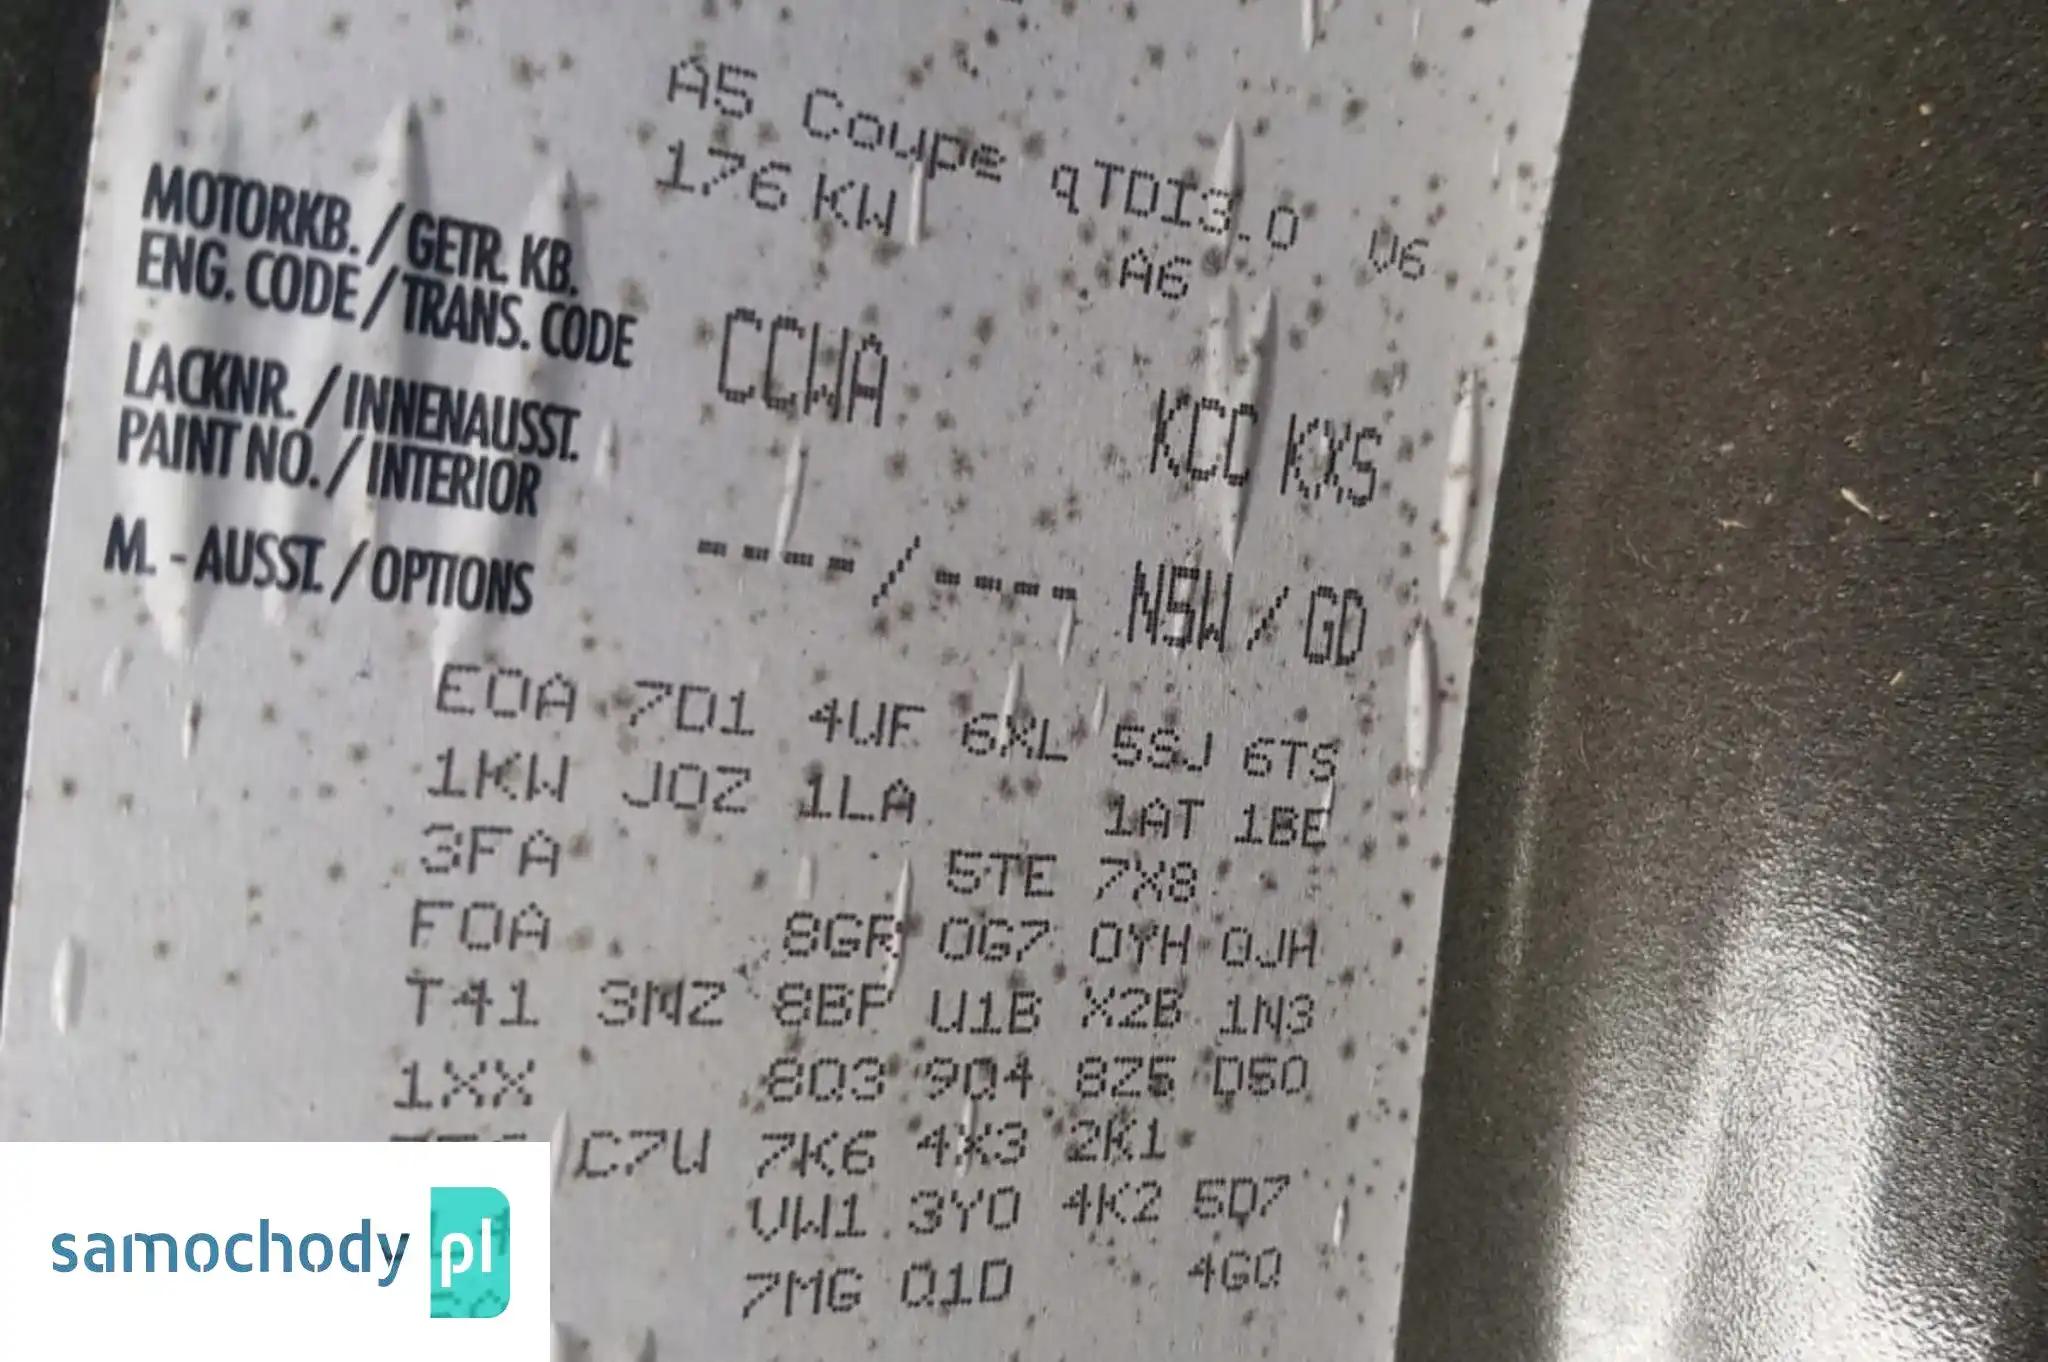 A5 Coupe qTDI3.0 V6
176 KW A6
MOTORKB. / GETR. KB.
ENG. CODE / TRANS. CODE CCWA KCC KXS
LACKNR. / INNENAUSST.
PAINT NO. / INTERIOR ----/---- N5W / GD
M. - AUSST. / OPTIONS
E0A 7D1 4UF 6XL 5SJ 6TS
1KW J0Z 1LA 1AT 1BE
3FA 5TE 7X8
F0A 8GR 0G7 0YH 0JH
T41 3MZ 8BP U1B X2B 1N3
1XX 8Q3 9Q4 8Z5 D50
C7U 7K6 4X3 2K1
VW1 3Y0 4K2 5D7
7MG Q1D 4GQ
samochody pl